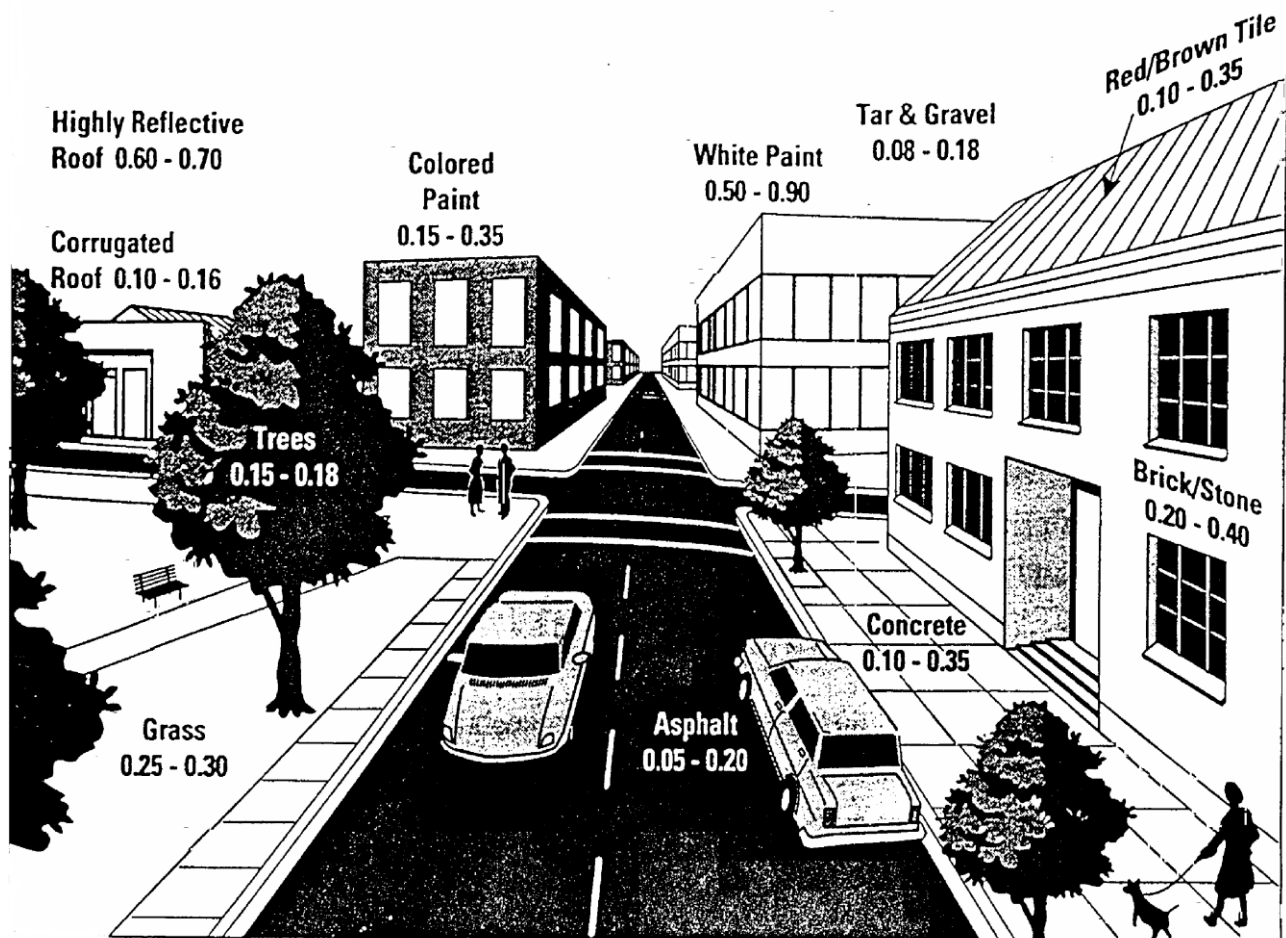 Highly Reflective
Roof 0.60 - 0.70
Corrugated
Roof 0.10 - 0.16
Colored
Paint
0.15 - 0.35
White Paint
0.50 - 0.90
Tar & Gravel
0.08 - 0.18
Red/Brown Tile
0.10 - 0.35
Trees
0.15 - 0.18
Brick/Stone
0.20 - 0.40
Concrete
0.10 - 0.35
Grass
0.25 - 0.30
Asphalt
0.05 - 0.20